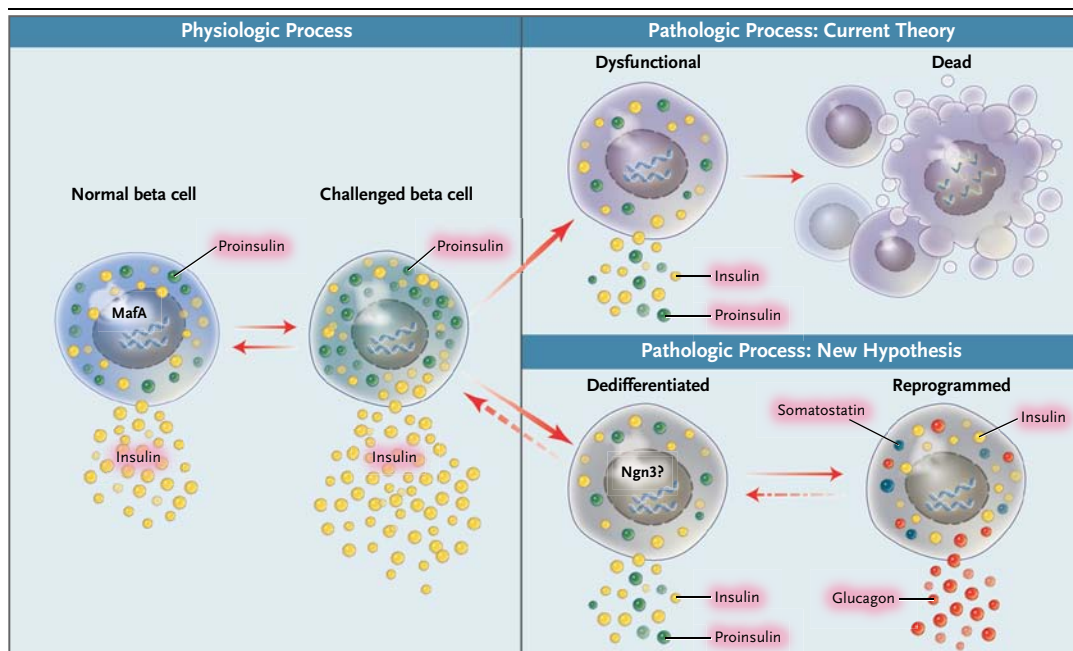 Physiologic Process
Normal beta cell
Challenged beta cell
Proinsulin
Proinsulin
MafA
Insulin
Insulin
Pathologic Process: Current Theory
Dysfunctional
Dead
Insulin
Proinsulin
Pathologic Process: New Hypothesis
Dedifferentiated
Reprogrammed
Somatostatin
Insulin
Ngn3?
Insulin
Glucagon
Proinsulin